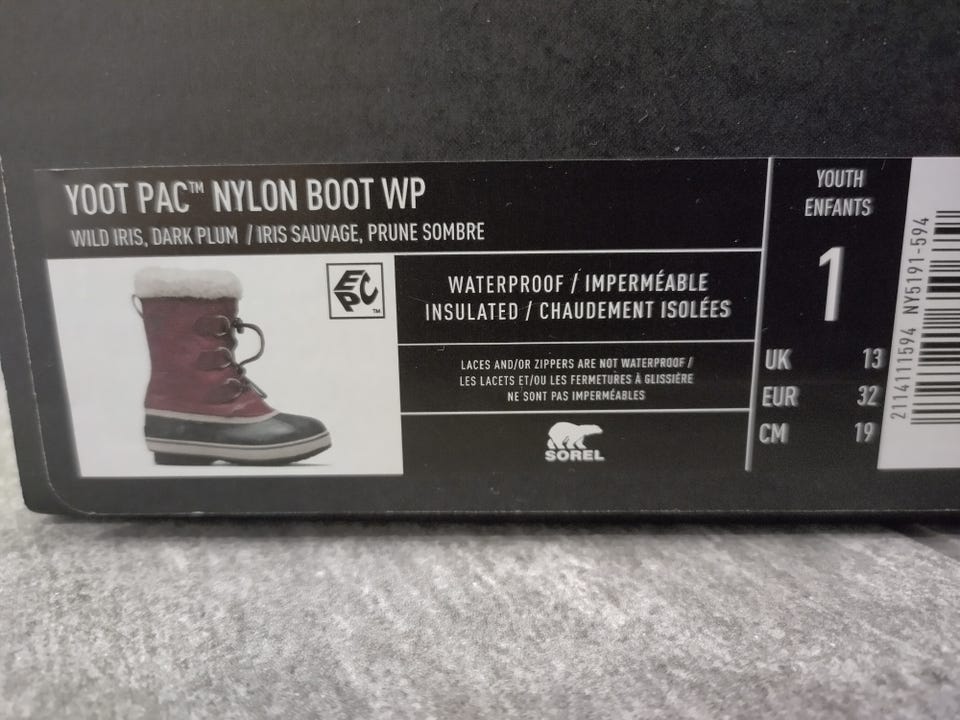 YOOT PAC™ NYLON BOOT WP
WILD IRIS, DARK PLUM / IRIS SAUVAGE, PRUNE SOMBRE
EPC™
WATERPROOF / IMPERMÉABLE
INSULATED / CHAUDEMENT ISOLÉES
LACES AND/OR ZIPPERS ARE NOT WATERPROOF /
LES LACETS ET/OU LES FERMETURES À GLISSIÈRE
NE SONT PAS IMPERMÉABLES
SOREL
YOUTH
ENFANTS
1
UK 13
EUR 32
CM 19
2114111594 NY5191-594